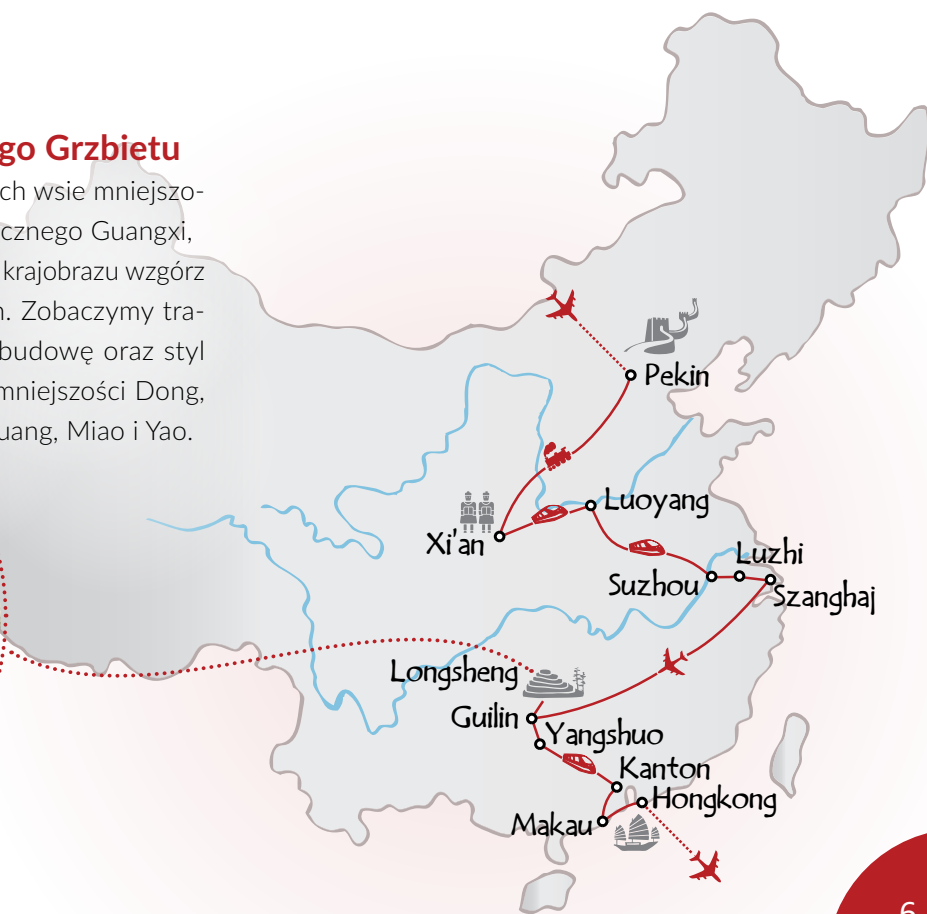 go Grzbietu
ch wsie mniejszo-
cznego Guangxi,
krajobrazu wzgórz
Zobaczymy tra-
budowę oraz styl
mniejszości Dong,
uang, Miao i Yao.
Pekin
Luoyang
Xi'an
Luzhi
Suzhou
Szanghaj
Longsheng
Guilin
Yangshuo
Kanton
Hongkong
Makau
6